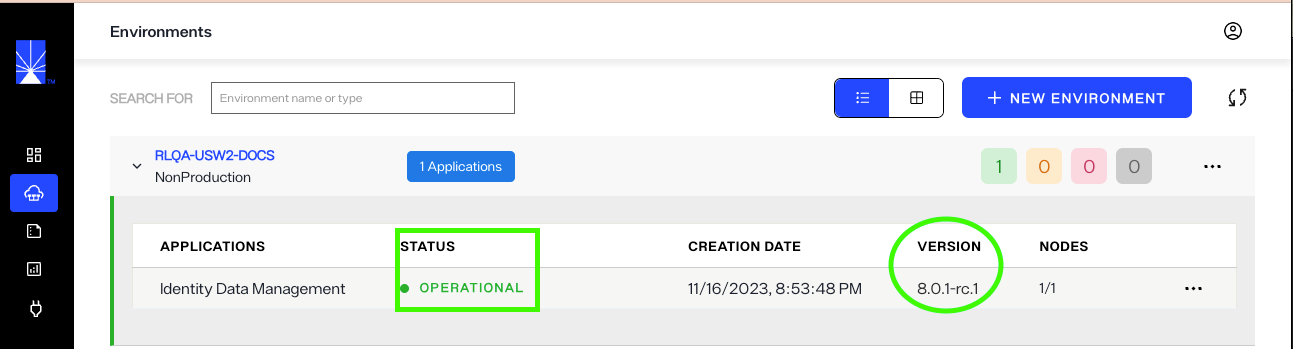 Environments
TM
SEARCH FOR
Environment name or type
+ NEW ENVIRONMENT
RLQA-USW2-DOCS
NonProduction
1 Applications
1 0 0 0
APPLICATIONS STATUS CREATION DATE VERSION NODES
Identity Data Management OPERATIONAL 11/16/2023, 8:53:48 PM 8.0.1-rc.1 1/1